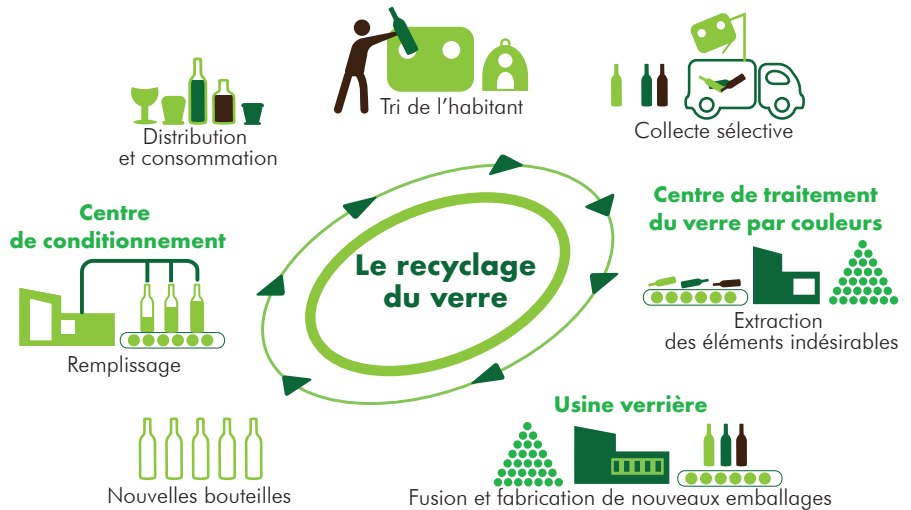 Tri de l'habitant
Collecte sélective
Distribution
et consommation
Centre de traitement
du verre par couleurs
Extraction
des éléments indésirables
Centre
de conditionnement
Remplissage
Le recyclage
du verre
Usine verrière
Fusion et fabrication de nouveaux emballages
Nouvelles bouteilles